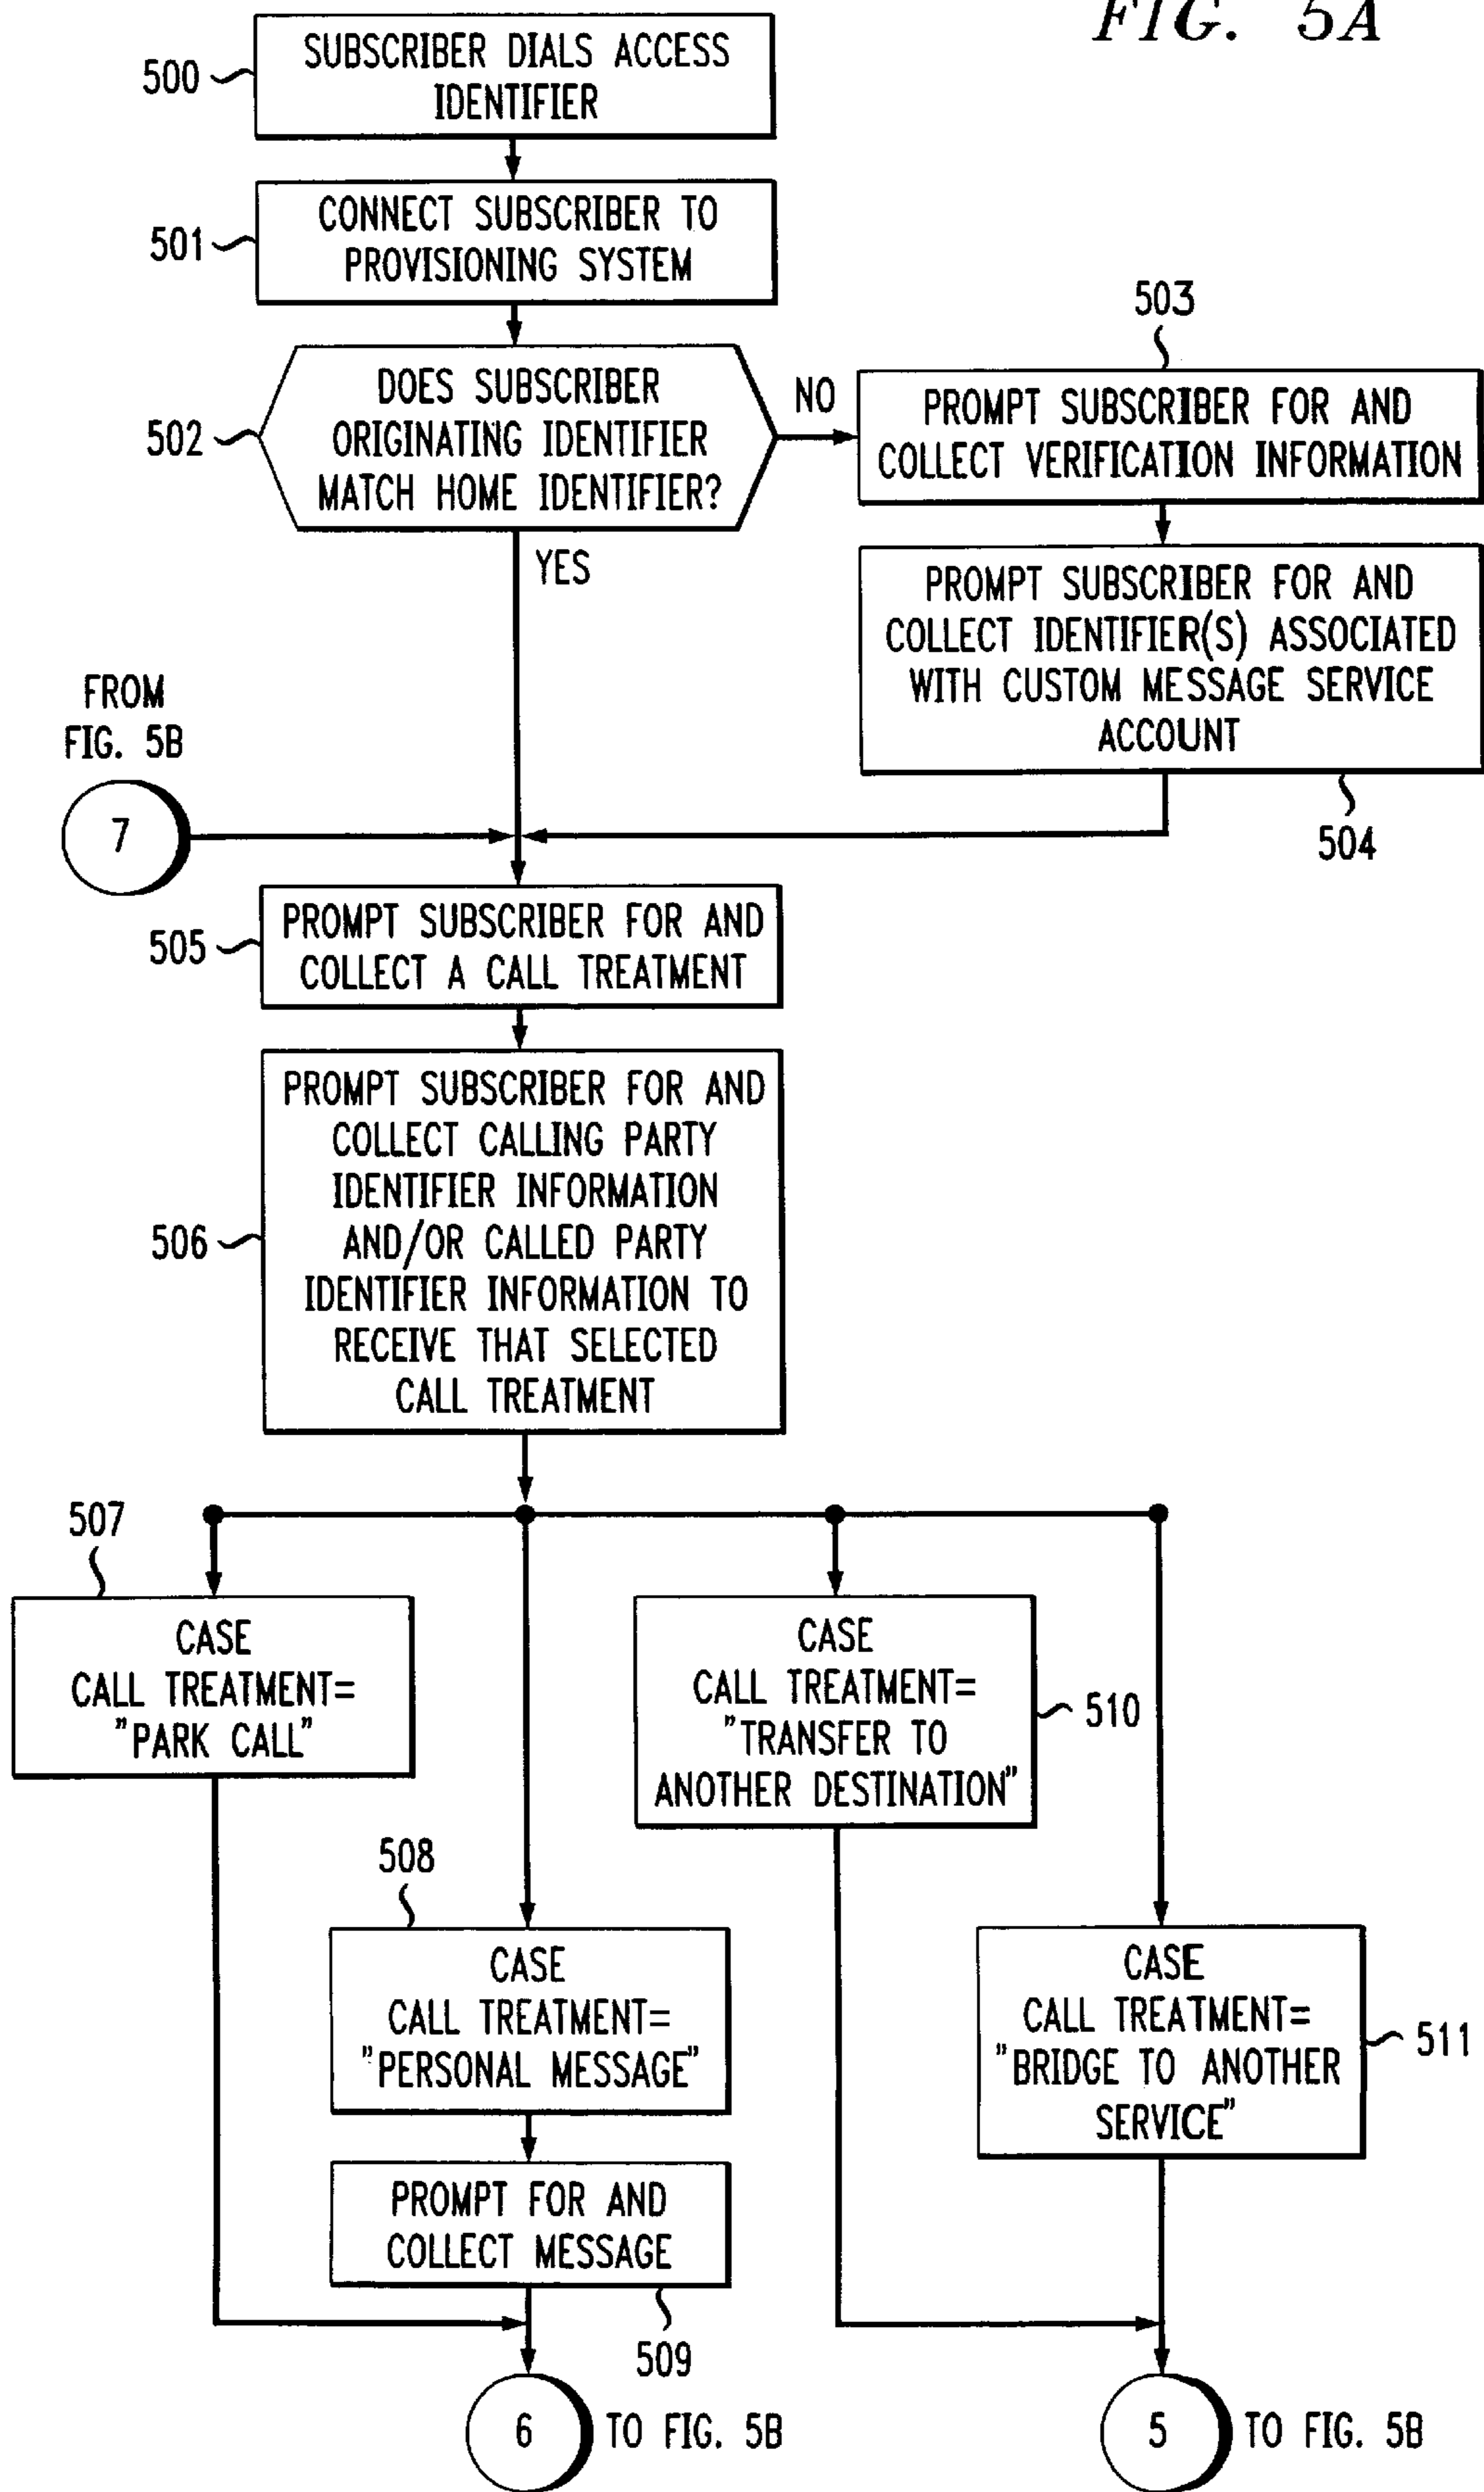 FIG. 5A
500
SUBSCRIBER DIALS ACCESS
IDENTIFIER
501
CONNECT SUBSCRIBER TO
PROVISIONING SYSTEM
502
DOES SUBSCRIBER
ORIGINATING IDENTIFIER
MATCH HOME IDENTIFIER?
NO
YES
503
PROMPT SUBSCRIBER FOR AND
COLLECT VERIFICATION INFORMATION
PROMPT SUBSCRIBER FOR AND
COLLECT IDENTIFIER(S) ASSOCIATED
WITH CUSTOM MESSAGE SERVICE
ACCOUNT
504
FROM
FIG. 5B
7
505
PROMPT SUBSCRIBER FOR AND
COLLECT A CALL TREATMENT
506
PROMPT SUBSCRIBER FOR AND
COLLECT CALLING PARTY
IDENTIFIER INFORMATION
AND/OR CALLED PARTY
IDENTIFIER INFORMATION TO
RECEIVE THAT SELECTED
CALL TREATMENT
507
CASE
CALL TREATMENT=
"PARK CALL"
508
CASE
CALL TREATMENT=
"PERSONAL MESSAGE"
PROMPT FOR AND
COLLECT MESSAGE
509
CASE
CALL TREATMENT=
"TRANSFER TO
ANOTHER DESTINATION"
510
CASE
CALL TREATMENT=
"BRIDGE TO ANOTHER
SERVICE"
511
6
TO FIG. 5B
5
TO FIG. 5B